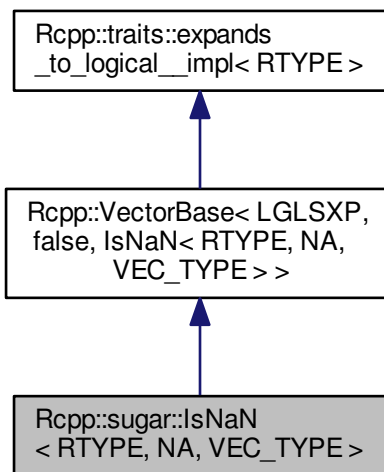 Rcpp::traits::expands
_to_logical__impl< RTYPE >
Rcpp::VectorBase< LGLSXP,
false, IsNaN< RTYPE, NA,
VEC_TYPE > >
Rcpp::sugar::IsNaN
< RTYPE, NA, VEC_TYPE >